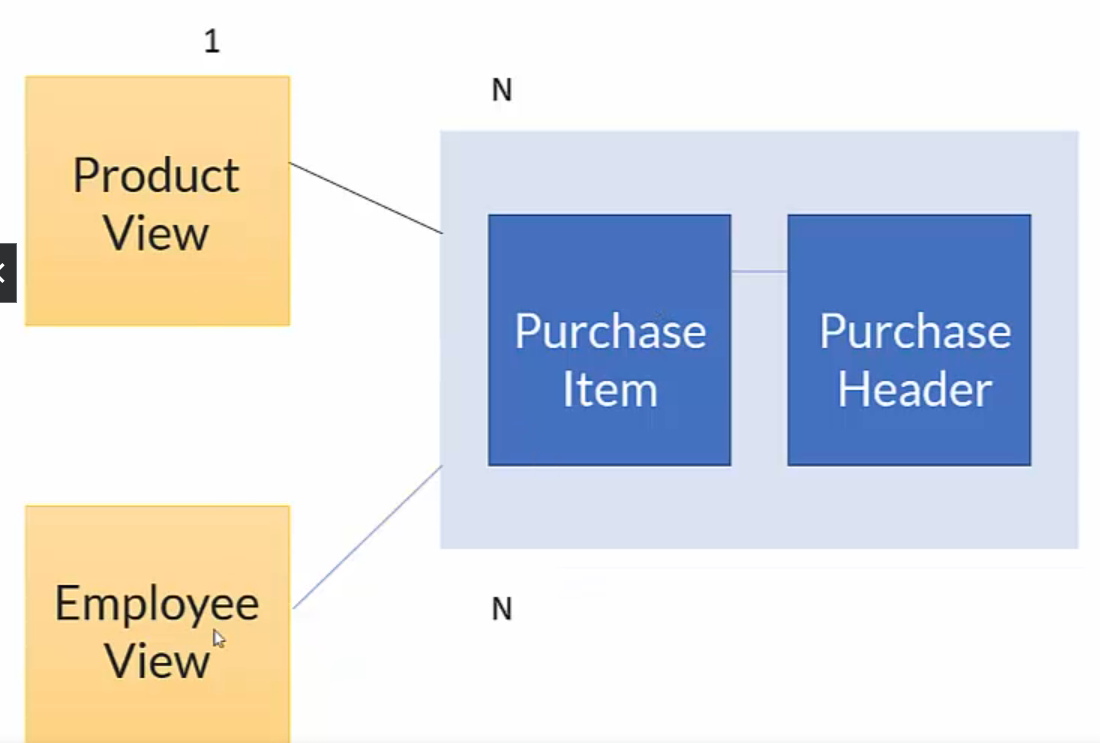 1
N
Product
View
Purchase
Item
Purchase
Header
Employee
View
N